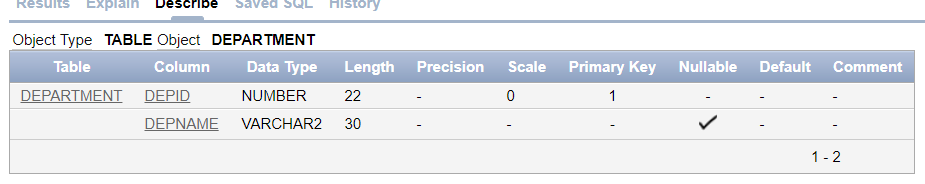 Results Explain Describe Saved SQL History
Object Type TABLE Object DEPARTMENT
Table Column Data Type Length Precision Scale Primary Key Nullable Default Comment
DEPARTMENT DEPID NUMBER 22 - 0 1 - - -
DEPNAME VARCHAR2 30 - - - ✓ - -
1 - 2